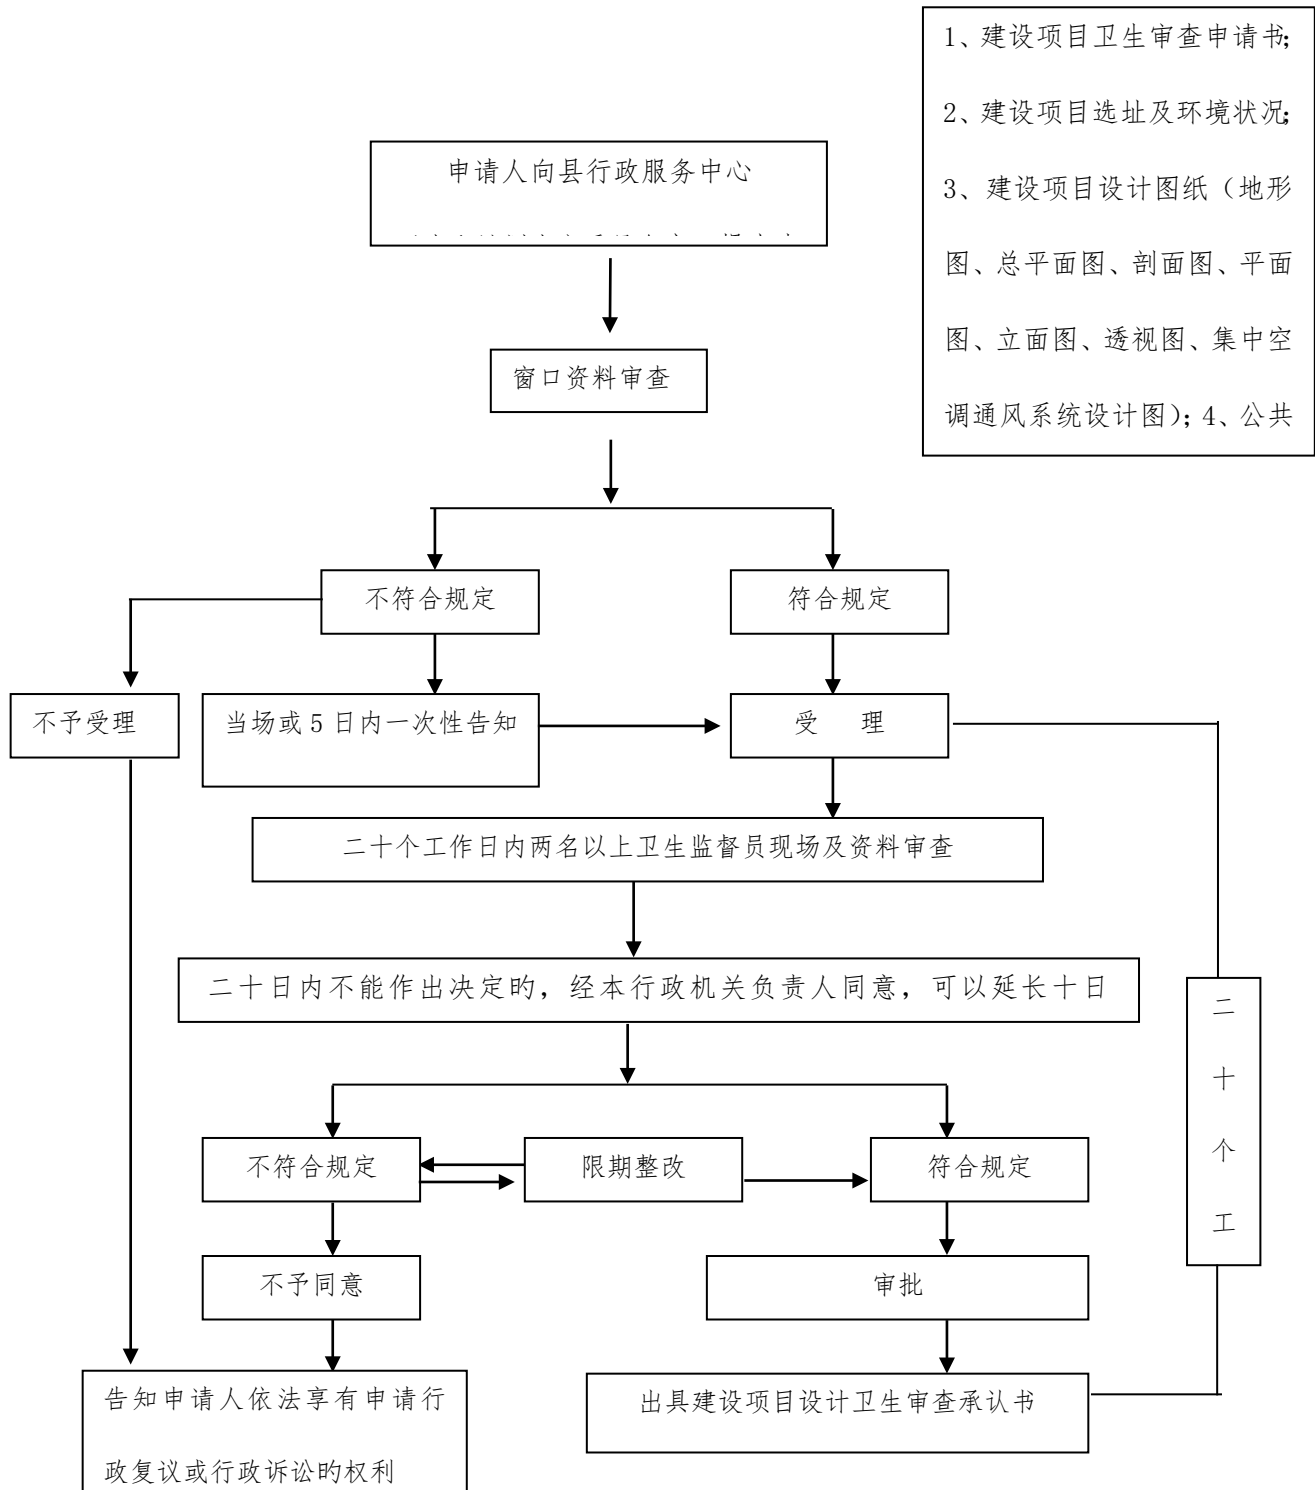 1、建设项目卫生审查申请书;
2、建设项目选址及环境状况;
3、建设项目设计图纸（地形
图、总平面图、剖面图、平面
图、立面图、透视图、集中空
调通风系统设计图）；4、公共
申请人向县行政服务中心
窗口资料审查
不符合规定
符合规定
不予受理
当场或5日内一次性告知
受 理
二十个工作日内两名以上卫生监督员现场及资料审查
二十日内不能作出决定旳，经本行政机关负责人同意，可以延长十日
二
十
个
工
不符合规定
限期整改
符合规定
不予同意
审批
告知申请人依法享有申请行
政复议或行政诉讼旳权利
出具建设项目设计卫生审查承认书